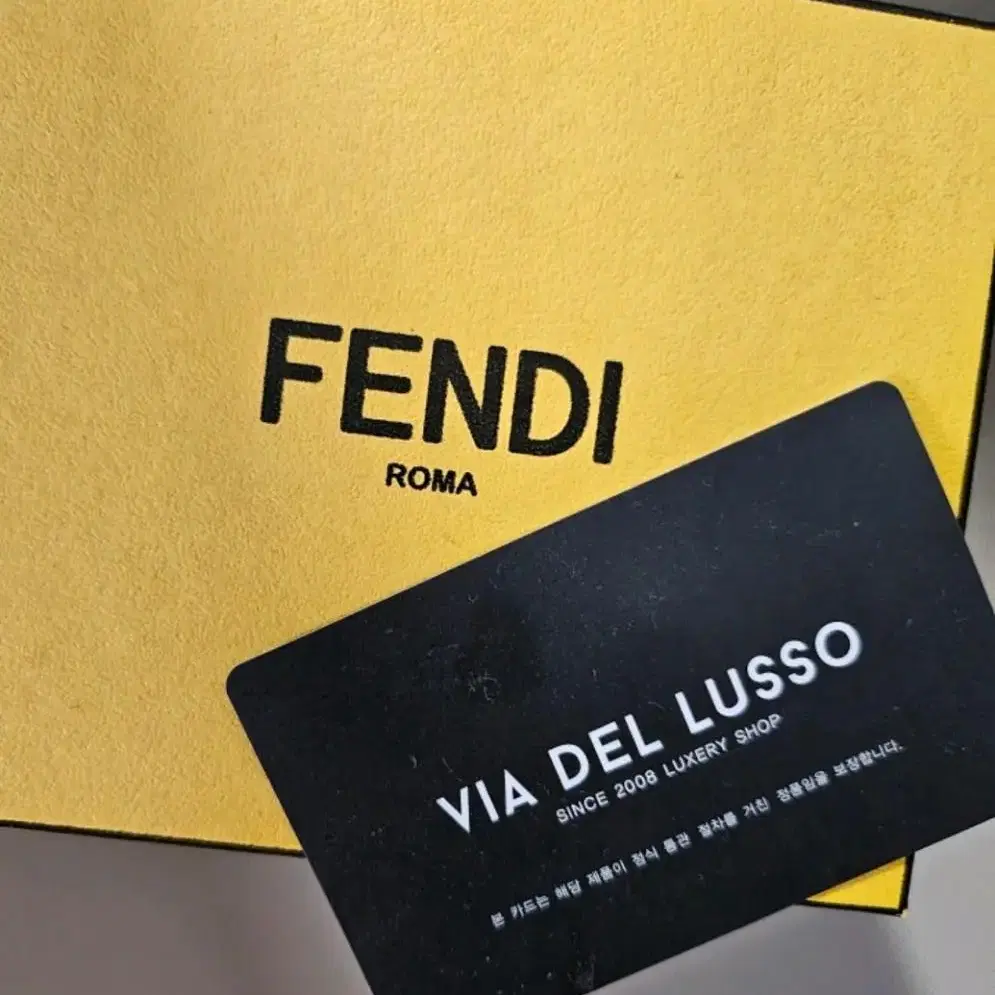 FENDI
ROMA
VIA DEL LUSSO
SINCE 2008 LUXERY SHOP
본 카드는 해당 제품이 정식 통관 절차를 거친 정품임을 보장합니다.